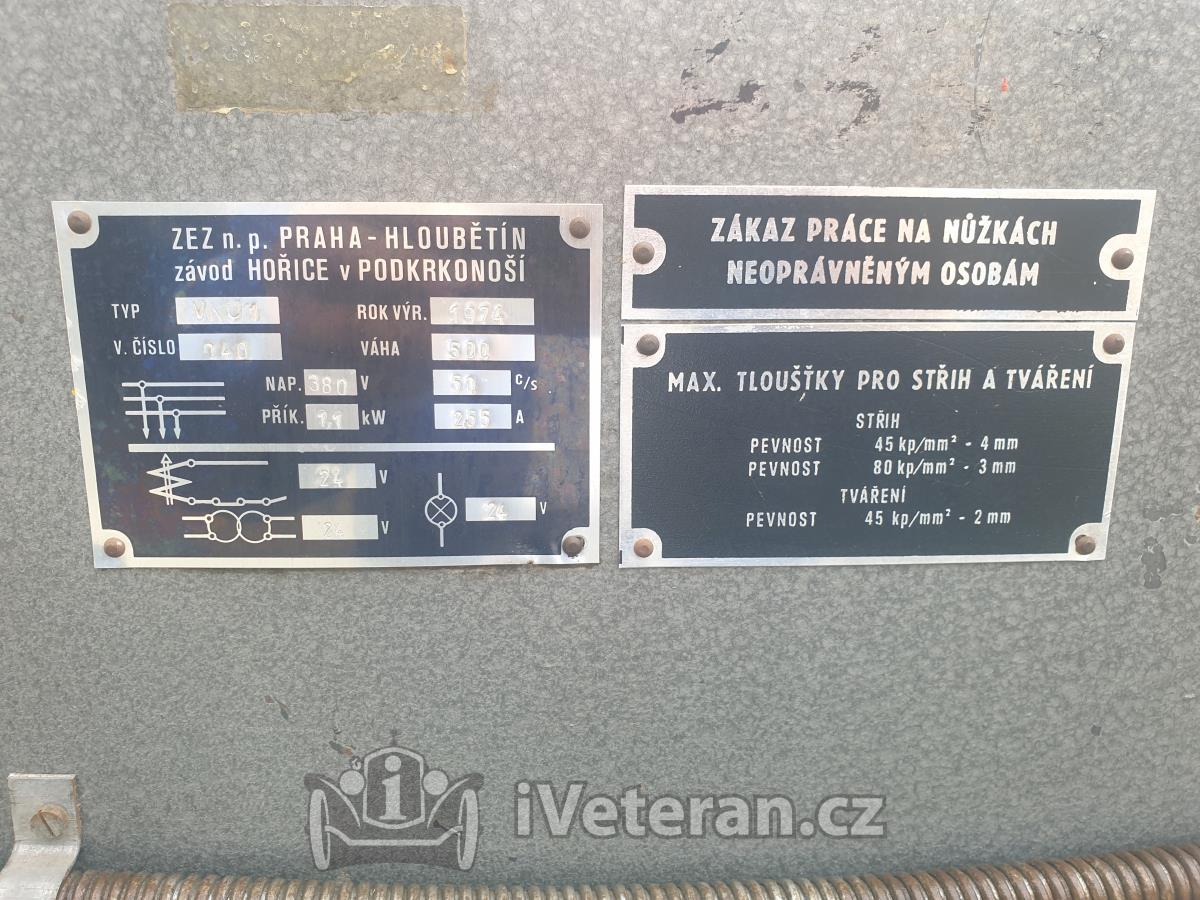 ZEZ n. p. PRAHA - HLOUBĚTÍN
závod HOŘICE v PODKRKONOŠÍ
TYP ROK VÝR. 1974
V. ČÍSLO VÁHA 500
NAP. 380 V 50 c/s
PŘÍK. kW A
24 V
24 V
24 V
ZÁKAZ PRÁCE NA NŮŽKÁCH
NEOPRÁVNĚNÝM OSOBÁM
MAX. TLOUŠŤKY PRO STŘIH A TVÁŘENÍ
STŘIH
PEVNOST 45 kp/mm² - 4 mm
PEVNOST 80 kp/mm² - 3 mm
TVÁŘENÍ
PEVNOST 45 kp/mm² - 2 mm
i
iVeteran.cz